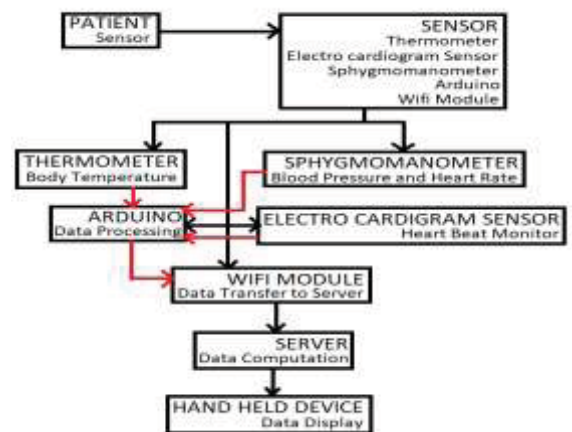 PATIENT
Sensor
SENSOR
Thermometer
Electro cardiogram Sensor
Sphygmomanometer
Arduino
Wifi Module
THERMOMETER
Body Temperature
SPHYGMOMANOMETER
Blood Pressure and Heart Rate
ARDUINO
Data Processing
ELECTRO CARDIGRAM SENSOR
Heart Beat Monitor
WIFI MODULE
Data Transfer to Server
SERVER
Data Computation
HAND HELD DEVICE
Data Display